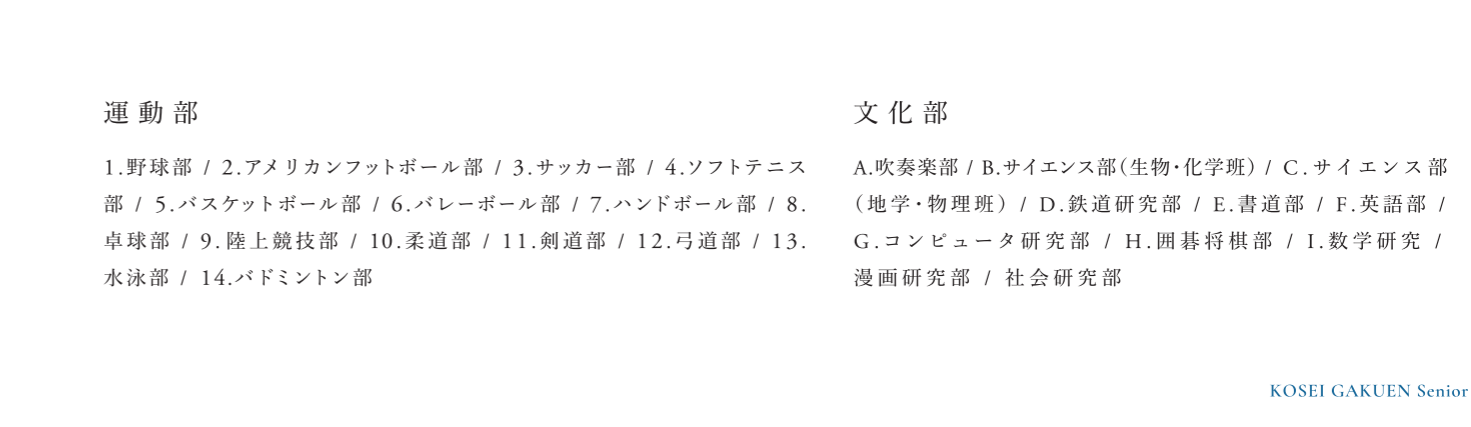 運動部
1.野球部 / 2.アメリカンフットボール部 / 3.サッカー部 / 4.ソフトテニス
部 / 5.バスケットボール部 / 6.バレーボール部 / 7.ハンドボール部 / 8.
卓球部 / 9.陸上競技部 / 10.柔道部 / 11.剣道部 / 12.弓道部 / 13.
水泳部 / 14.バドミントン部
文化部
A.吹奏楽部 / B.サイエンス部(生物・化学班) / C.サイエンス部
(地学・物理班) / D.鉄道研究部 / E.書道部 / F.英語部 /
G.コンピュータ研究部 / H.囲碁将棋部 / I.数学研究 /
漫画研究部 / 社会研究部
KOSEI GAKUEN Senior